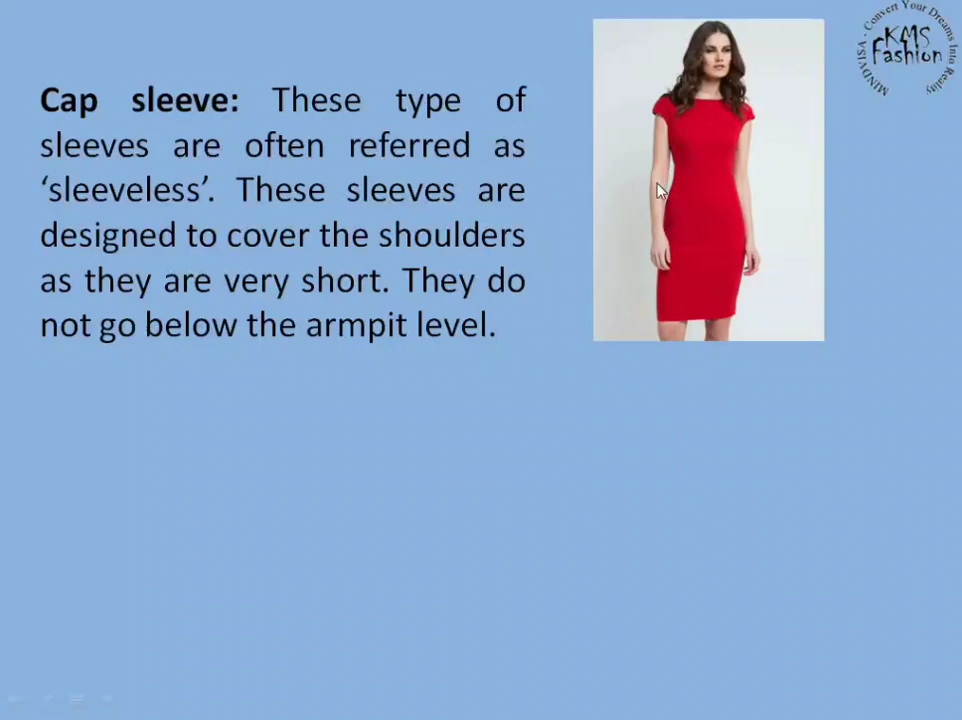 Cap sleeve: These type of
sleeves are often referred as
‘sleeveless’. These sleeves are
designed to cover the shoulders
as they are very short. They do
not go below the armpit level.
MINDVISA - Convert Your Dreams Into Reality
KMS
Fashion